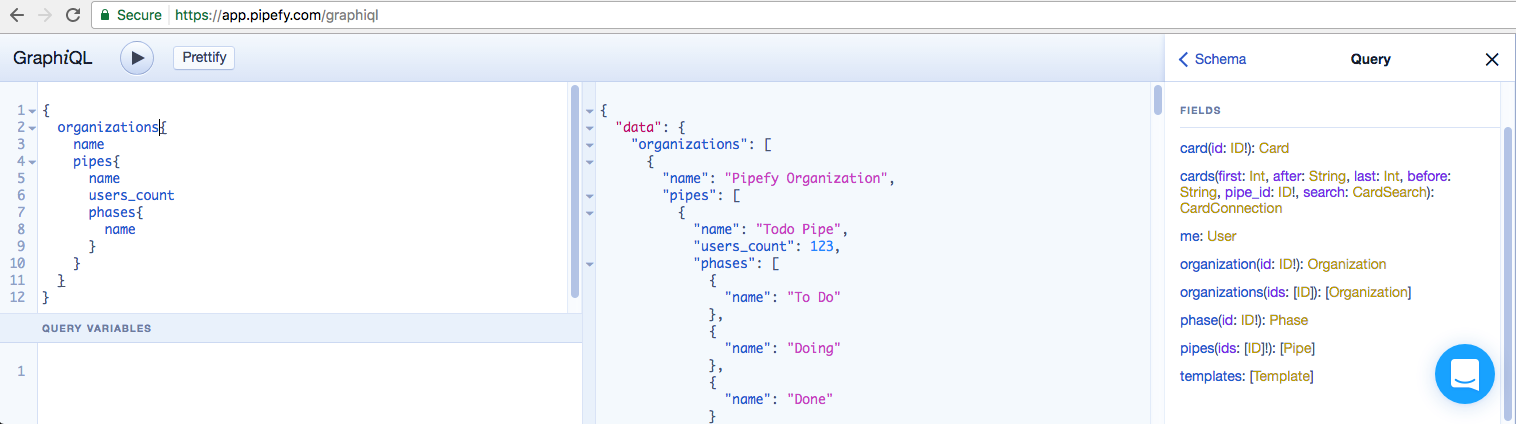 Secure https://app.pipefy.com/graphiql
GraphiQL Prettify
1 {
2 organizations{
3 name
4 pipes{
5 name
6 users_count
7 phases{
8 name
9 }
10 }
11 }
12 }
QUERY VARIABLES
1
{
"data": {
"organizations": [
{
"name": "Pipefy Organization",
"pipes": [
{
"name": "Todo Pipe",
"users_count": 123,
"phases": [
{
"name": "To Do"
},
{
"name": "Doing"
},
{
"name": "Done"
}
Schema Query
FIELDS
card(id: ID!): Card
cards(first: Int, after: String, last: Int, before:
String, pipe_id: ID!, search: CardSearch):
CardConnection
me: User
organization(id: ID!): Organization
organizations(ids: [ID]): [Organization]
phase(id: ID!): Phase
pipes(ids: [ID]!): [Pipe]
templates: [Template]